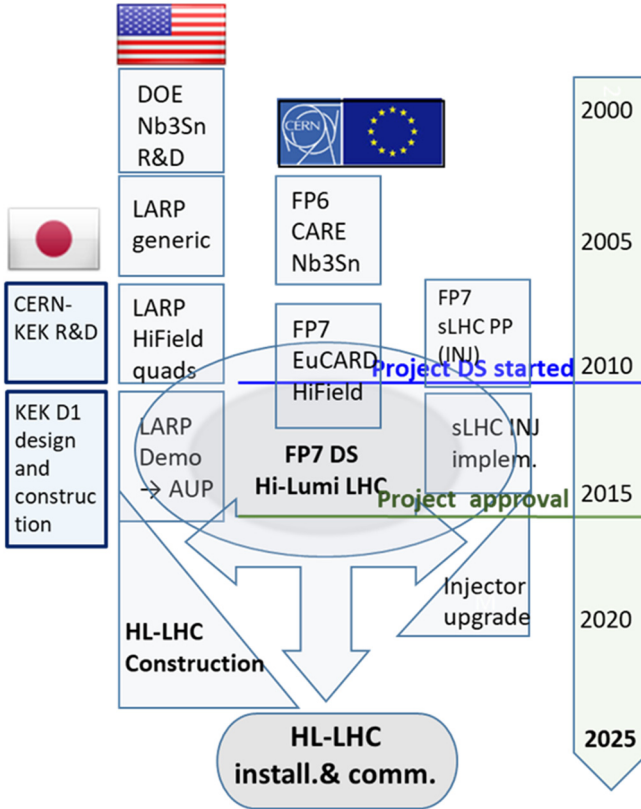 DOE
Nb3Sn
R&D
CERN
2000
LARP
generic
FP6
CARE
Nb3Sn
2005
CERN-
KEK R&D
LARP
HiField
quads
FP7
EuCARD
HiField
FP7
sLHC PP
(INJ)
Project DS started
2010
KEK D1
design
and
construc
tion
LARP
Demo
→ AUP
FP7 DS
Hi-Lumi LHC
sLHC INJ
implem.
Project approval
2015
Injector
upgrade
2020
HL-LHC
Construction
HL-LHC
install.& comm.
2025